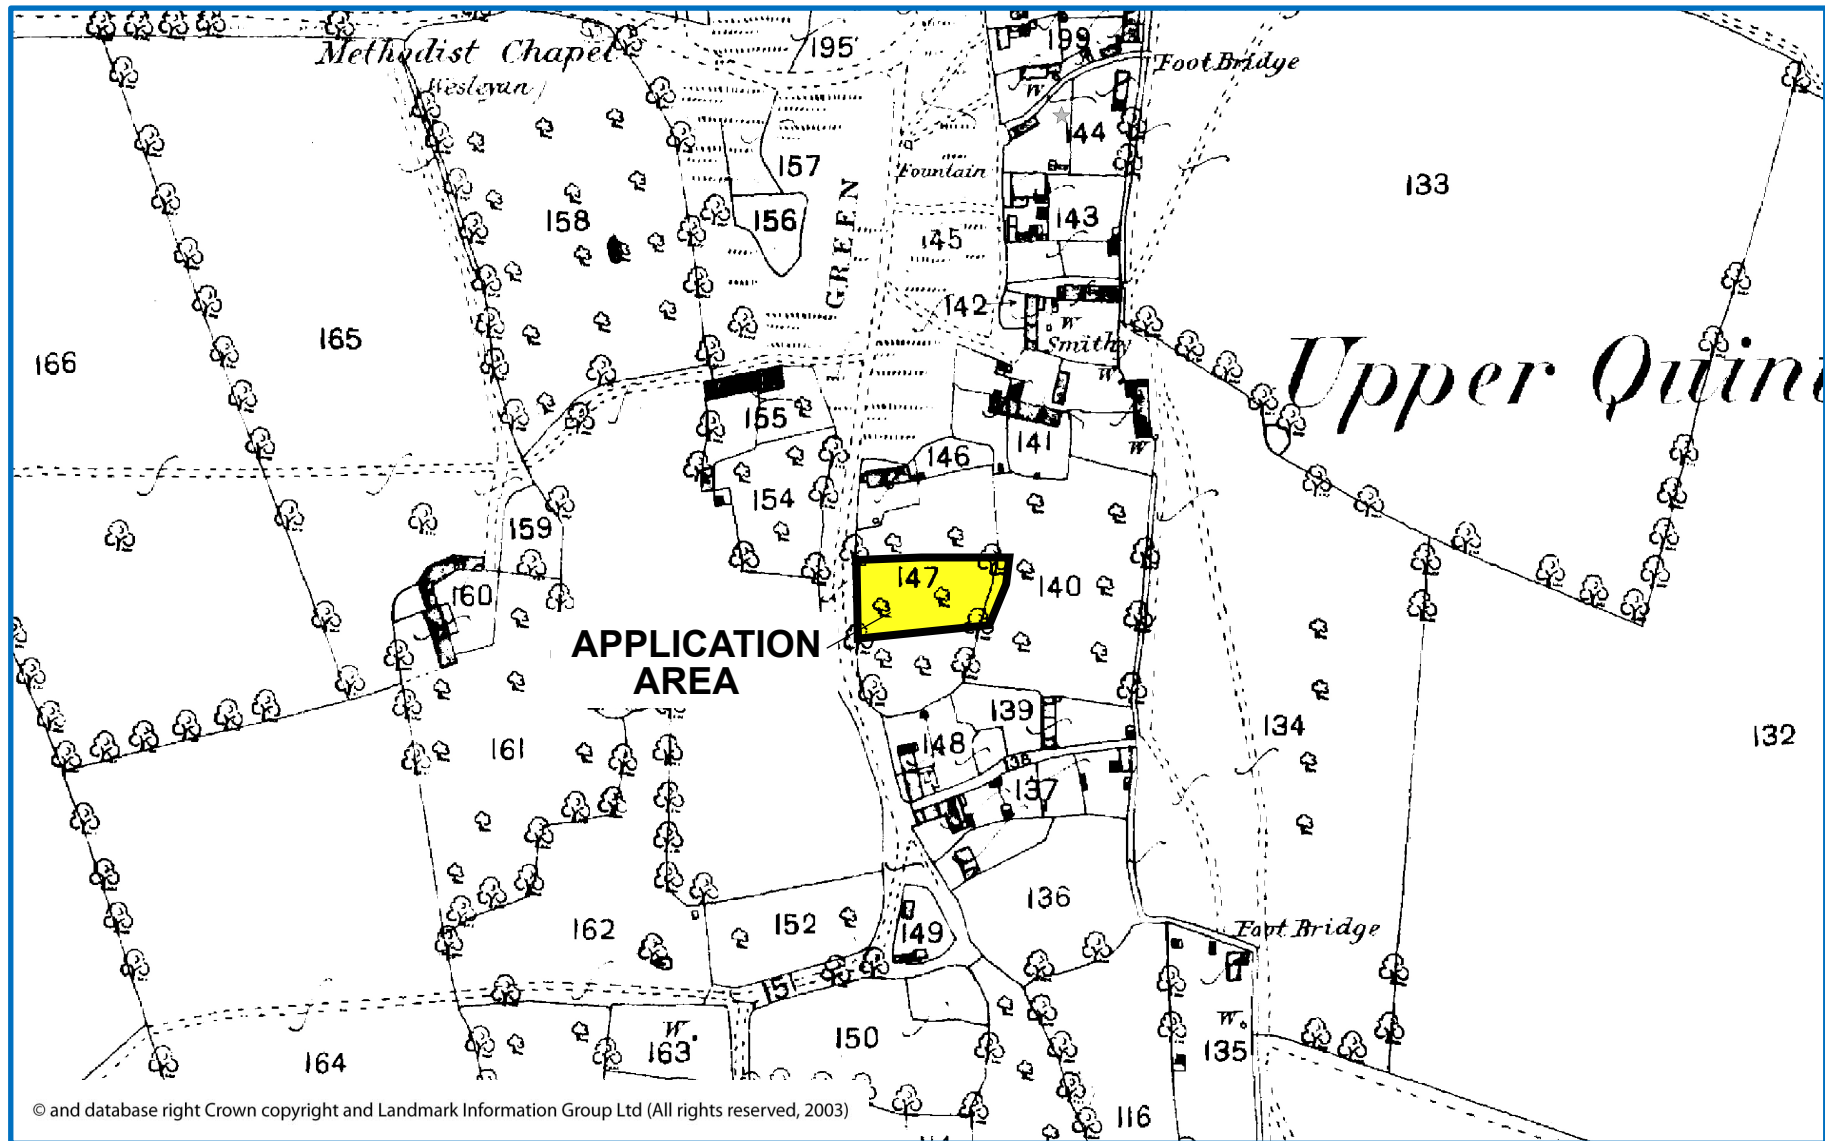 Methodist Chapel
Wesleyan
195
199
Foot Bridge
W
144
157
Fountain
133
158
156
143
GREEN
145
142
W
Smithy
165
166
Upper Quin
W
155
141
W
146
154
159
147
140
160
APPLICATION
AREA
139
134
161
148
132
138
137
136
152
162
149
Foot Bridge
151
W
W
150
163
135
164
116
© and database right Crown copyright and Landmark Information Group Ltd (All rights reserved, 2003)